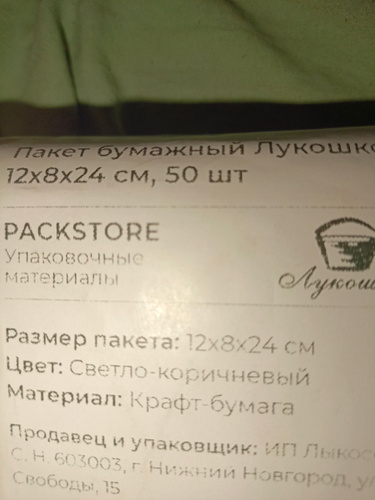 Пакет бумажный Лукошко
12х8х24 см, 50 шт
PACKSTORE
Упаковочные
материалы
Лукош
Размер пакета: 12х8х24 см
Цвет: Светло-коричневый
Материал: Крафт-бумага
Продавец и упаковщик: ИП Лыкос
С. Н. 603003, г. Нижний Новгород, у
Свободы, 15